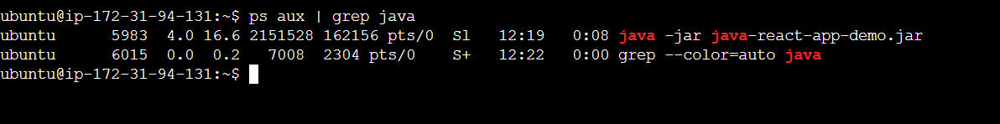 ubuntu@ip-172-31-94-131:~$ ps aux | grep java
ubuntu      5983  4.0 16.6 2151528 162156 pts/0  Sl   12:19   0:08 java -jar java-react-app-demo.jar
ubuntu      6015  0.0  0.2   7008  2304 pts/0    S+   12:22   0:00 grep --color=auto java
ubuntu@ip-172-31-94-131:~$